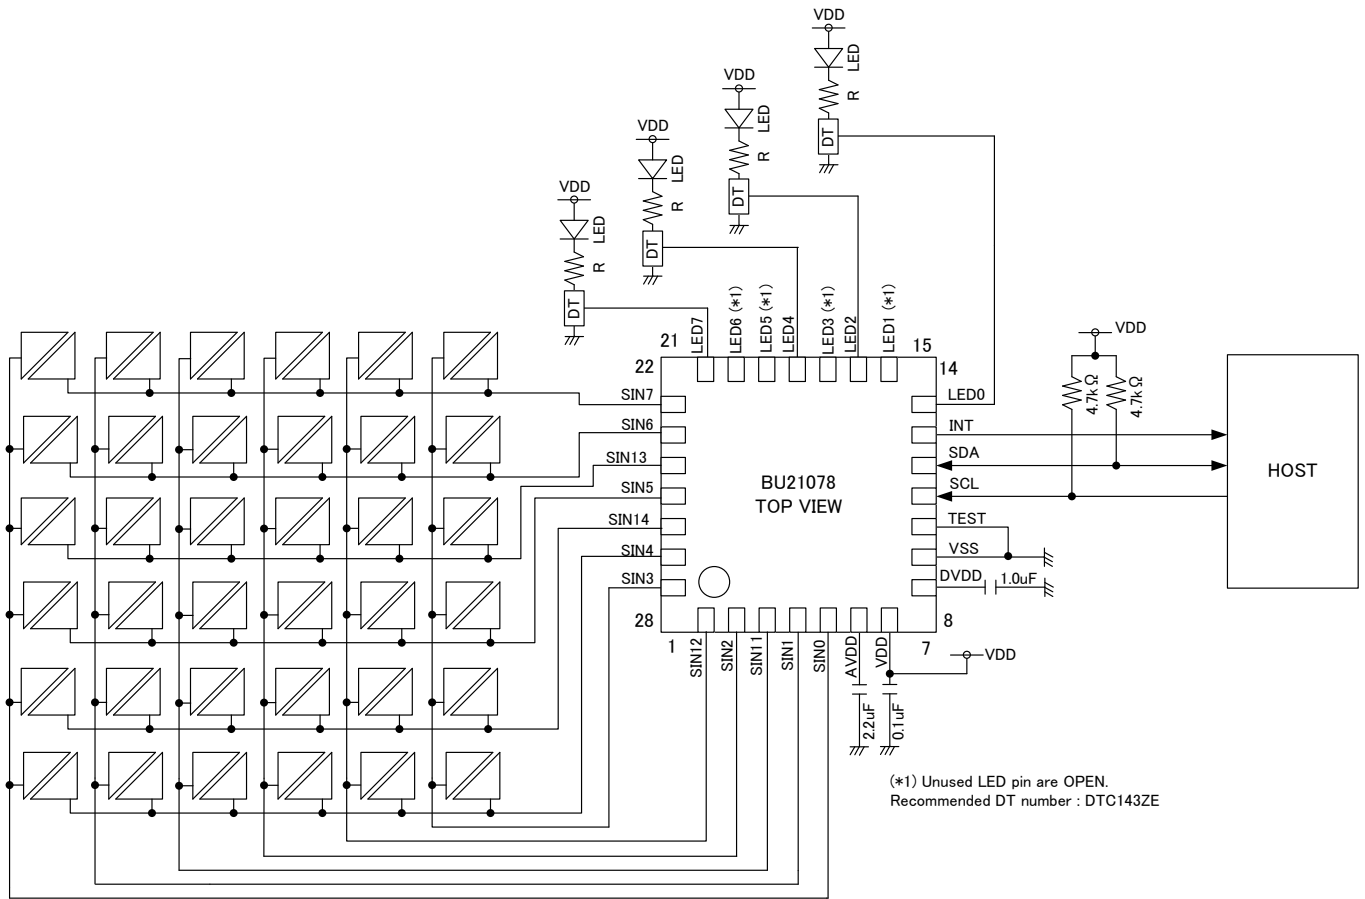 VDD
LED
R
DT
VDD
LED
R
DT
VDD
LED
R
DT
VDD
LED
R
DT
21
LED7
LED6 (*1)
LED5 (*1)
LED4
LED3 (*1)
LED2
LED1 (*1)
15
22
14
SIN7
SIN6
SIN13
SIN5
SIN14
SIN4
SIN3
BU21078
TOP VIEW
LED0
INT
SDA
SCL
TEST
VSS
DVDD
1.0uF
VDD
4.7kΩ
4.7kΩ
HOST
28
8
1
SIN12
SIN2
SIN11
SIN1
SIN0
AVDD
VDD
7
VDD
2.2uF
0.1uF
(*1) Unused LED pin are OPEN.
Recommended DT number : DTC143ZE